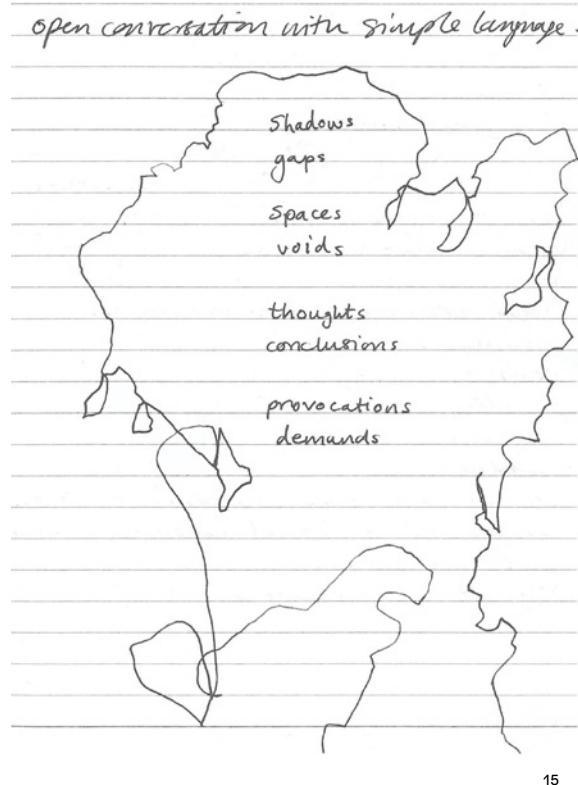 open conversation with simple language.
Shadows
gaps
Spaces
voids
thoughts
conclusions
provocations
demands
15